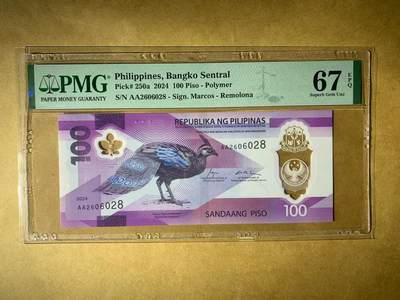 PMG
PAPER MONEY GUARANTY
Philippines, Bangko Sentral
Pick# 250a 2024 100 Piso - Polymer
S/N AA2606028 - Sign. Marcos - Remolona
67 EPQ
Superb Gem Unc
100
REPUBLIKA NG PILIPINAS
AA2606028
2024
AA2606028
SANDAANG PISO
100